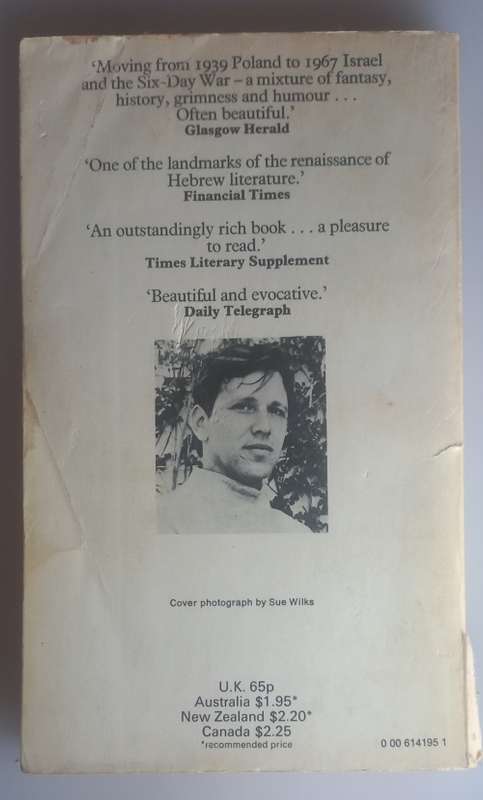 ‘Moving from 1939 Poland to 1967 Israel
and the Six-Day War – a mixture of fantasy,
history, grimness and humour . . .
Often beautiful.’
Glasgow Herald
‘One of the landmarks of the renaissance of
Hebrew literature.’
Financial Times
‘An outstandingly rich book . . . a pleasure
to read.’
Times Literary Supplement
‘Beautiful and evocative.’
Daily Telegraph
Cover photograph by Sue Wilks
U.K. 65p
Australia $1.95*
New Zealand $2.20*
Canada $2.25
*recommended price
0 00 614195 1